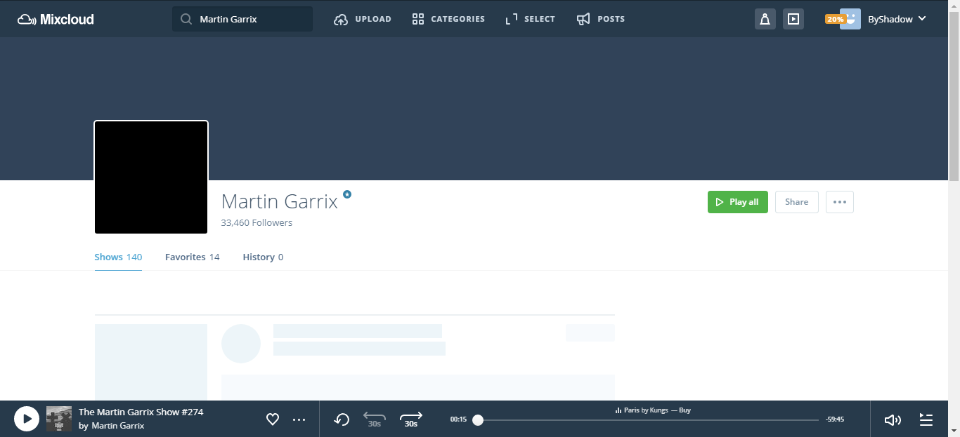 Mixcloud
Martin Garrix
UPLOAD
CATEGORIES
SELECT
POSTS
20%
ByShadow
Martin Garrix
33,460 Followers
Play all
Share
Shows 140
Favorites 14
History 0
The Martin Garrix Show #274
by Martin Garrix
30s
30s
00:15
Paris by Kungs — Buy
-59:45